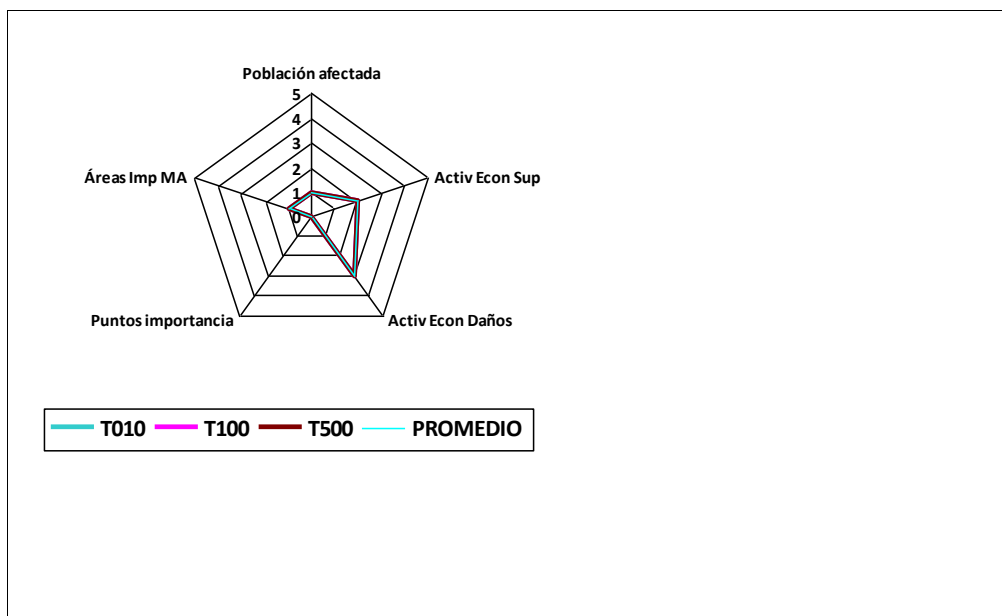 Población afectada
5
4
3
2
1
0
Áreas Imp MA
Activ Econ Sup
Puntos importancia
Activ Econ Daños
T010 T100 T500 PROMEDIO